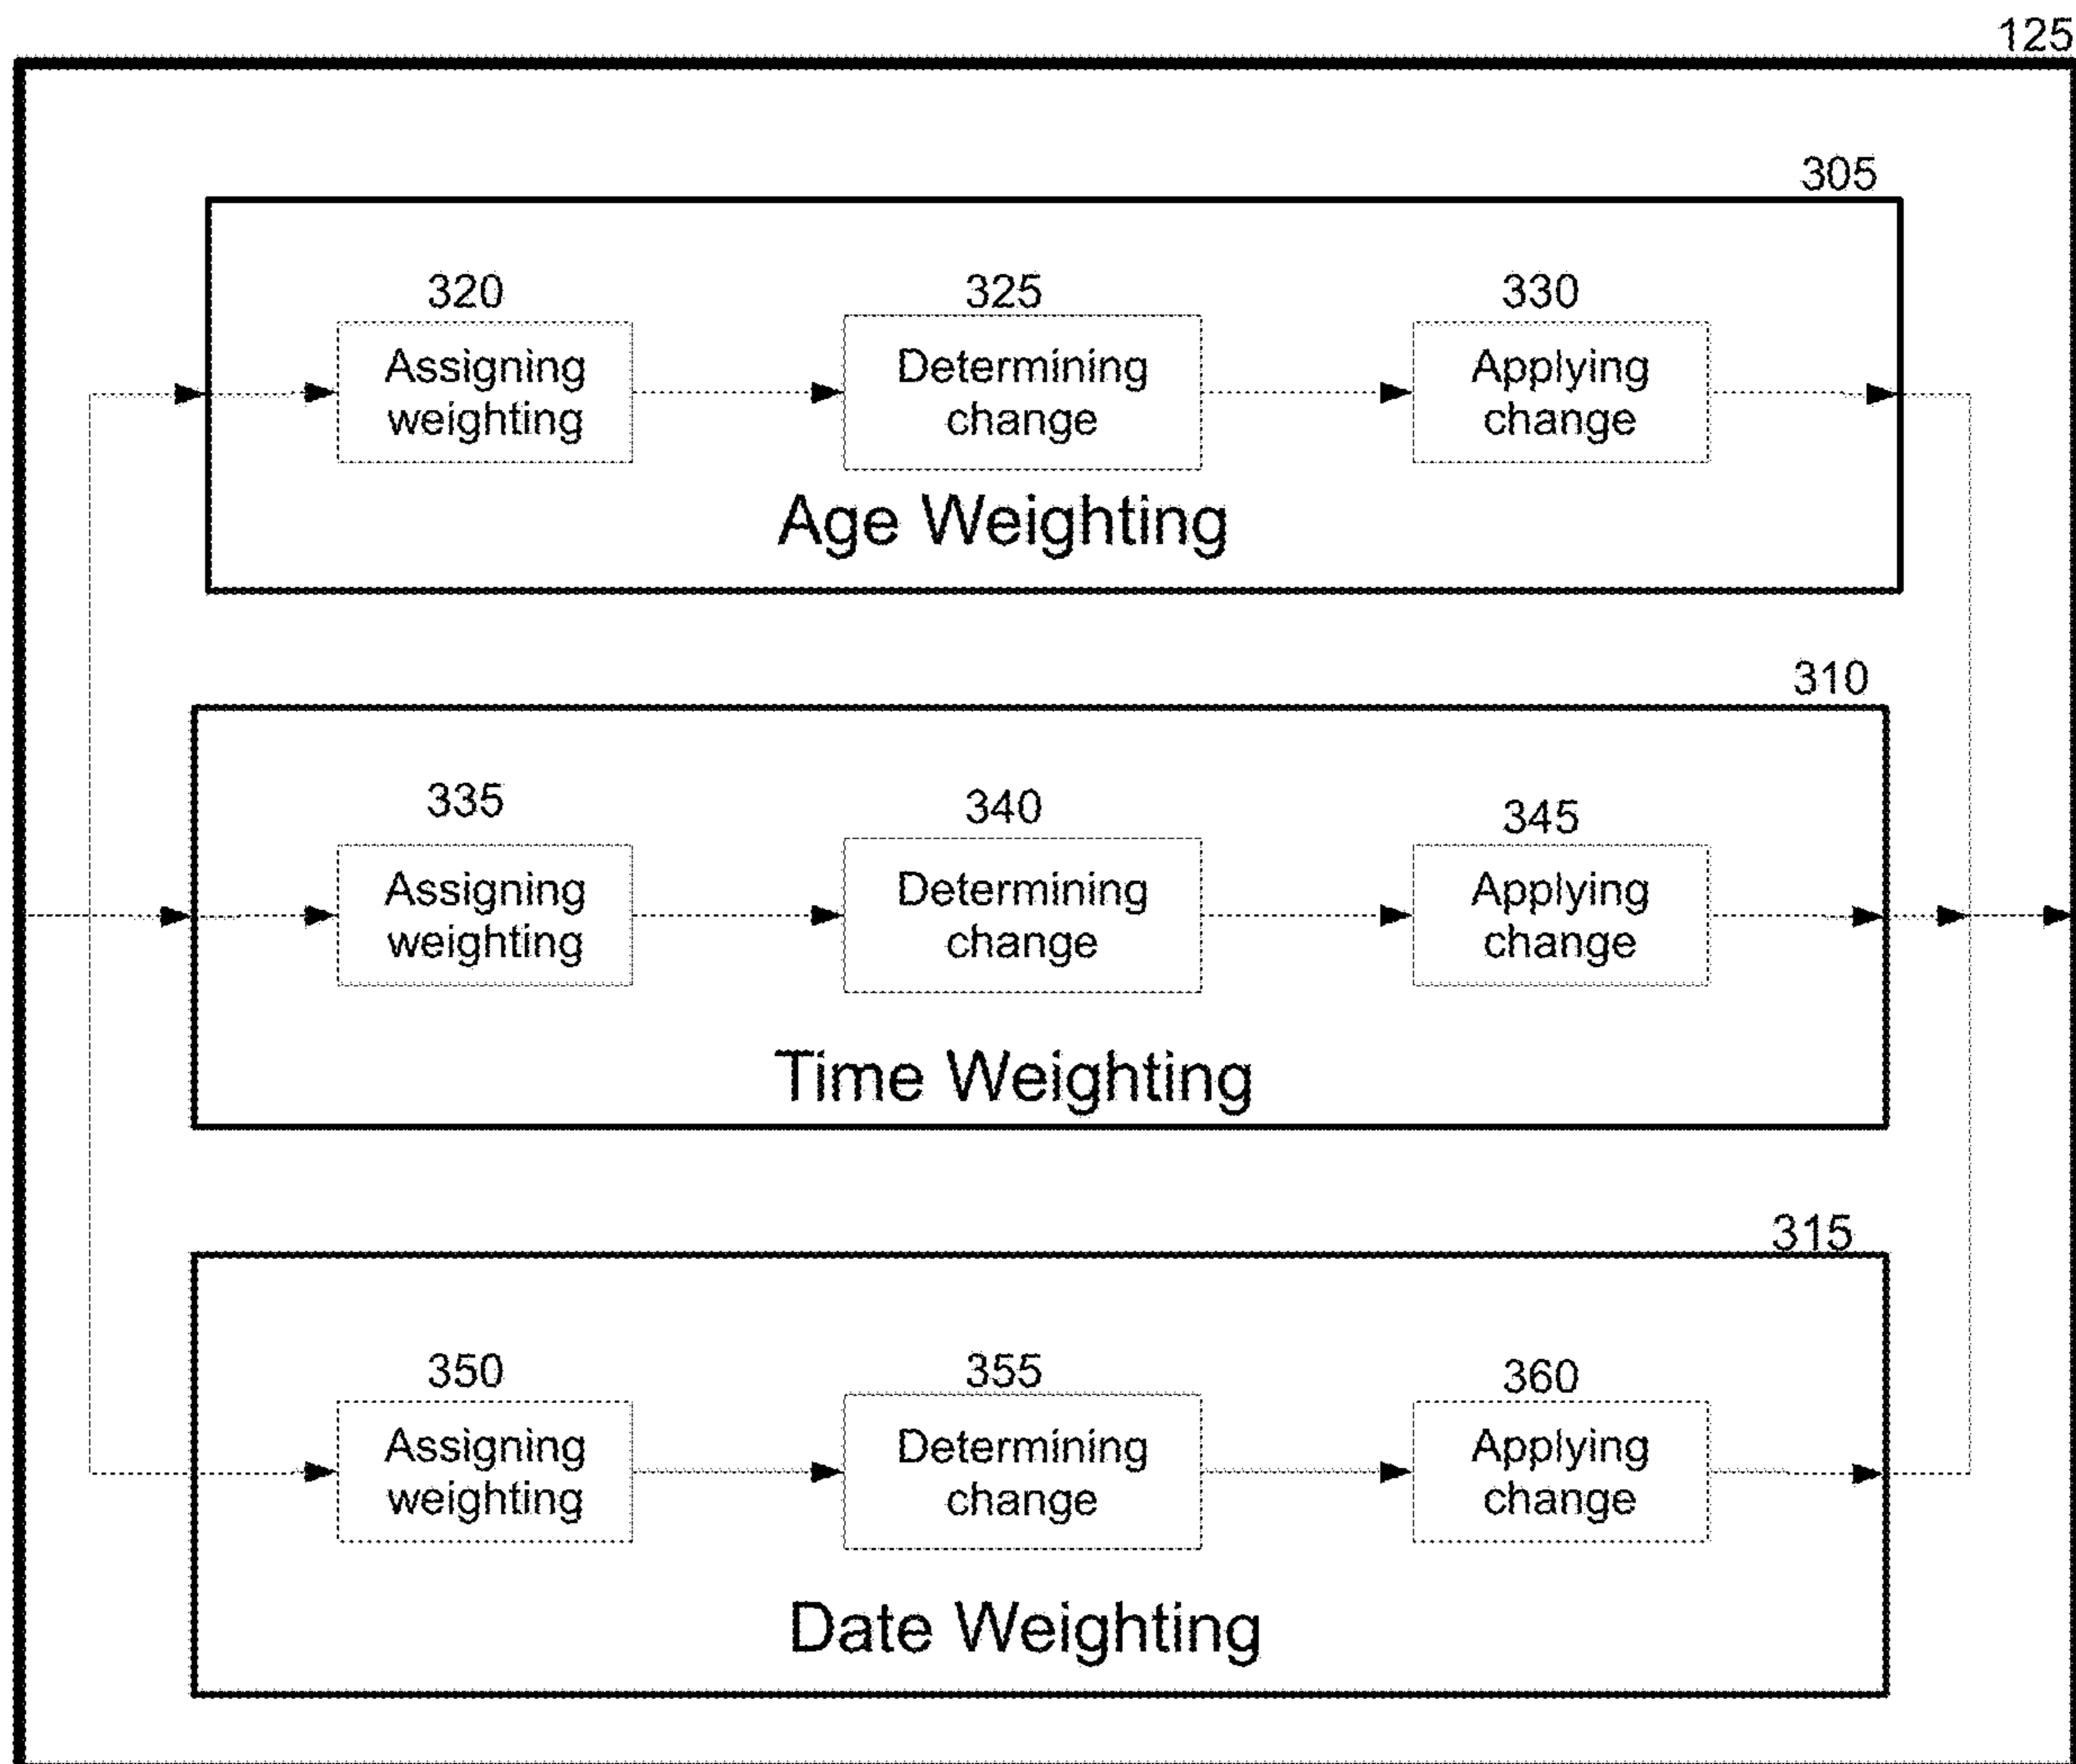 125
305
320
325
330
Assigning
weighting
Determining
change
Applying
change
Age Weighting
310
335
340
345
Assigning
weighting
Determining
change
Applying
change
Time Weighting
315
350
355
360
Assigning
weighting
Determining
change
Applying
change
Date Weighting